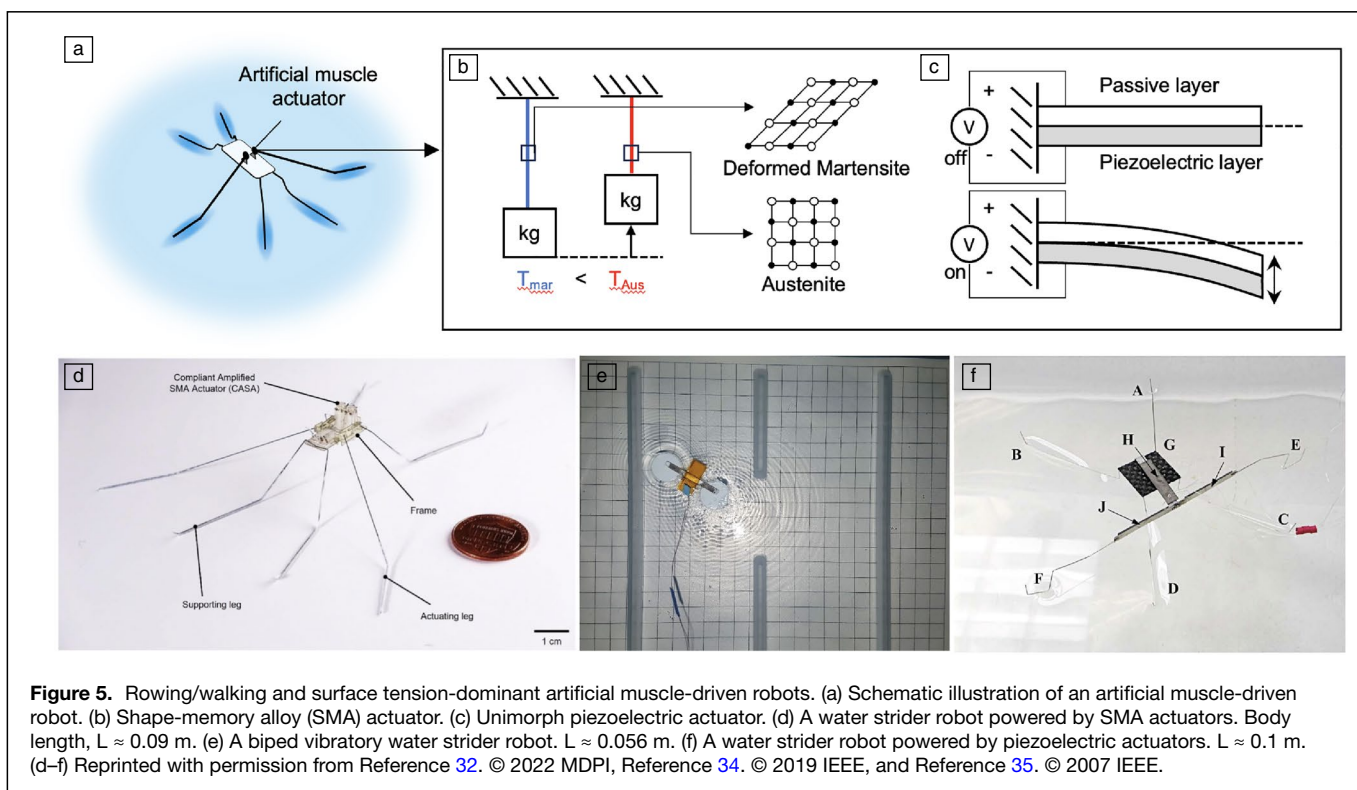 a
Artificial muscle
actuator
b
kg
kg
T_mar < T_Aus
Deformed Martensite
Austenite
c
+
V
off
-
Passive layer
Piezoelectric layer
+
V
on
-
d
Compliant Amplified
SMA Actuator (CASA)
Frame
Supporting leg
Actuating leg
1 cm
e
f
A
B
H
G
I
E
J
C
F
D
Figure 5. Rowing/walking and surface tension-dominant artificial muscle-driven robots. (a) Schematic illustration of an artificial muscle-driven
robot. (b) Shape-memory alloy (SMA) actuator. (c) Unimorph piezoelectric actuator. (d) A water strider robot powered by SMA actuators. Body
length, L ≈ 0.09 m. (e) A biped vibratory water strider robot. L ≈ 0.056 m. (f) A water strider robot powered by piezoelectric actuators. L ≈ 0.1 m.
(d–f) Reprinted with permission from Reference 32. © 2022 MDPI, Reference 34. © 2019 IEEE, and Reference 35. © 2007 IEEE.